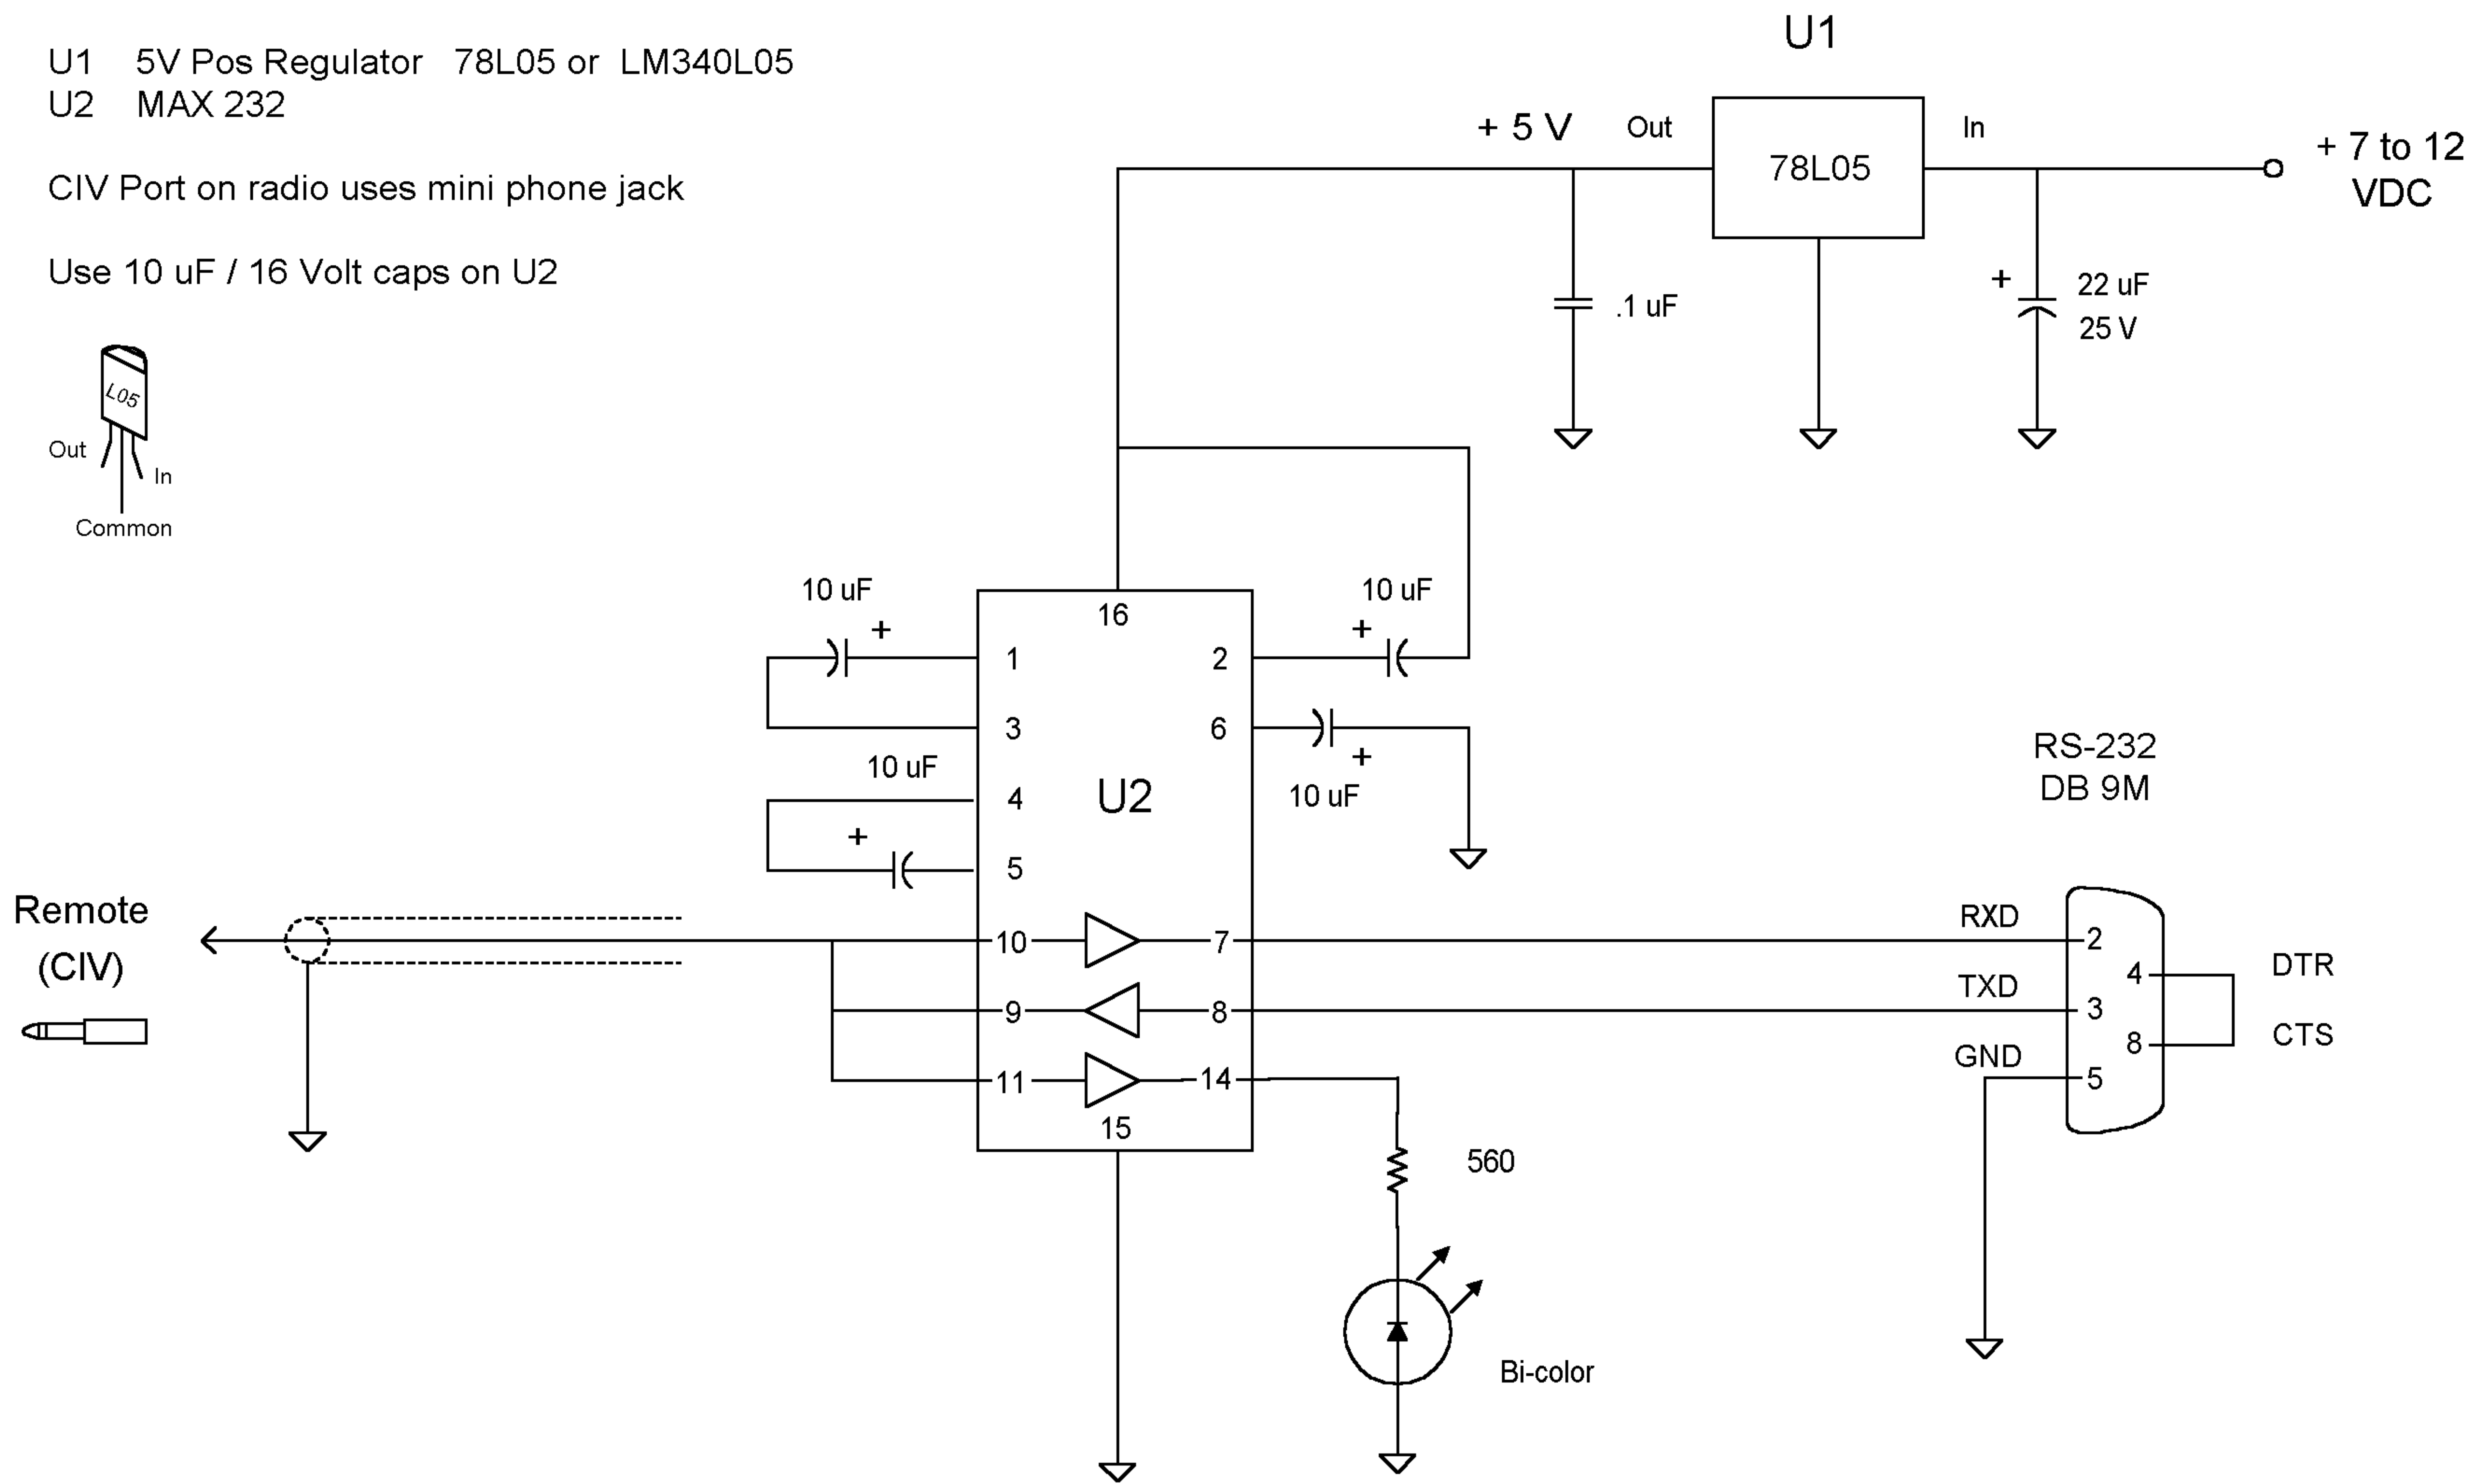 U1
U1 5V Pos Regulator 78L05 or LM340L05
U2 MAX 232
CIV Port on radio uses mini phone jack
Use 10 uF / 16 Volt caps on U2
+ 5 V Out
78L05
In
+ 7 to 12
VDC
.1 uF
+ 22 uF
25 V
L05
Out
In
Common
10 uF
+
10 uF
+
16
1
2
3
6
+
10 uF
10 uF
4
U2
+
5
RS-232
DB 9M
Remote
(CIV)
10
7
RXD
2
9
8
TXD
3
11
14
GND
5
15
4
DTR
8
CTS
560
Bi-color